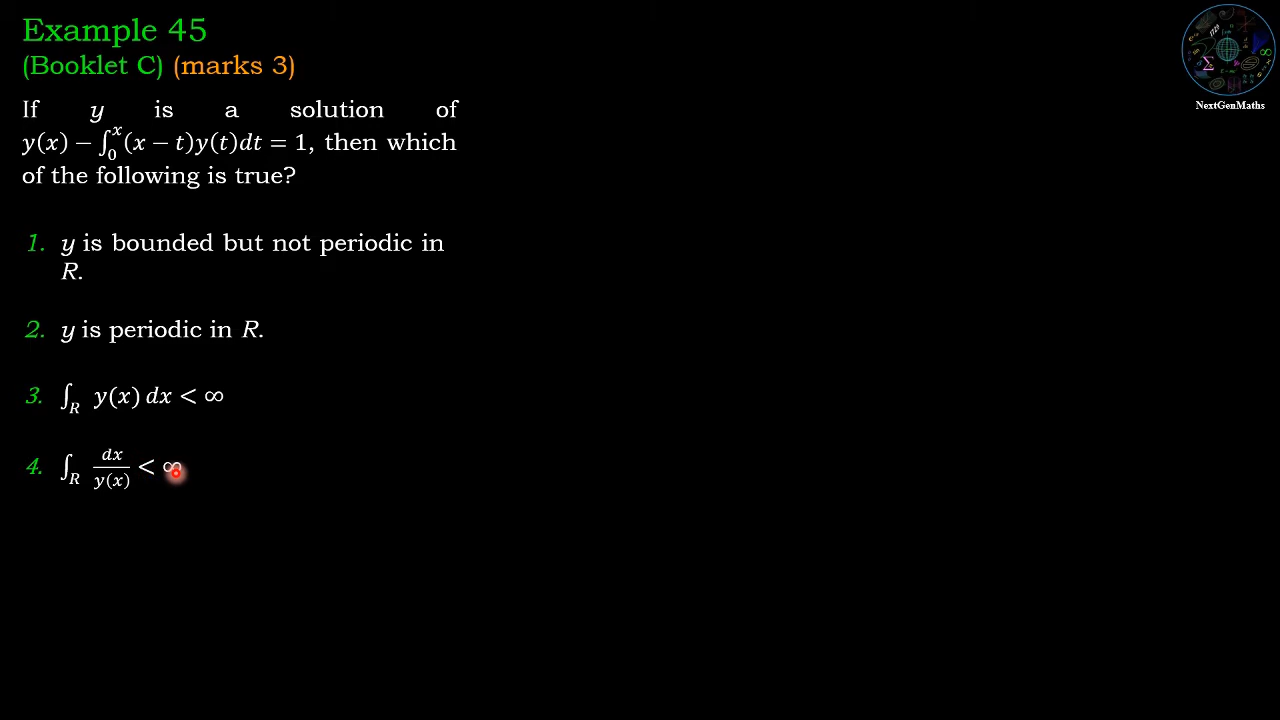 Example 45
(Booklet C) (marks 3)
NextGenMaths
If y is a solution of
y(x) − ∫₀ˣ(x − t)y(t)dt = 1, then which
of the following is true?
1. y is bounded but not periodic in
R.
2. y is periodic in R.
3. ∫_R y(x) dx < ∞
4. ∫_R dx/y(x) < ∞